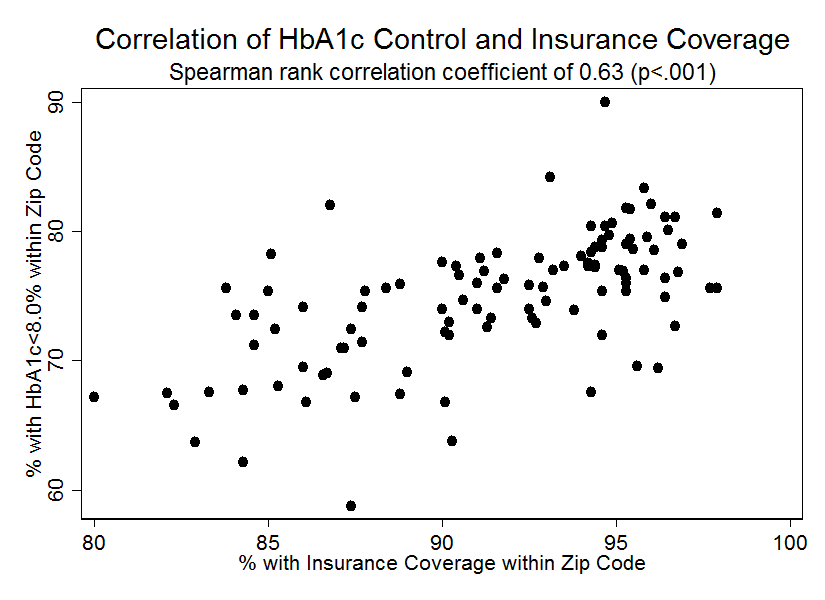 Correlation of HbA1c Control and Insurance Coverage
Spearman rank correlation coefficient of 0.63 (p<.001)
% with HbA1c<8.0% within Zip Code
90
80
70
60
80 85 90 95 100
% with Insurance Coverage within Zip Code